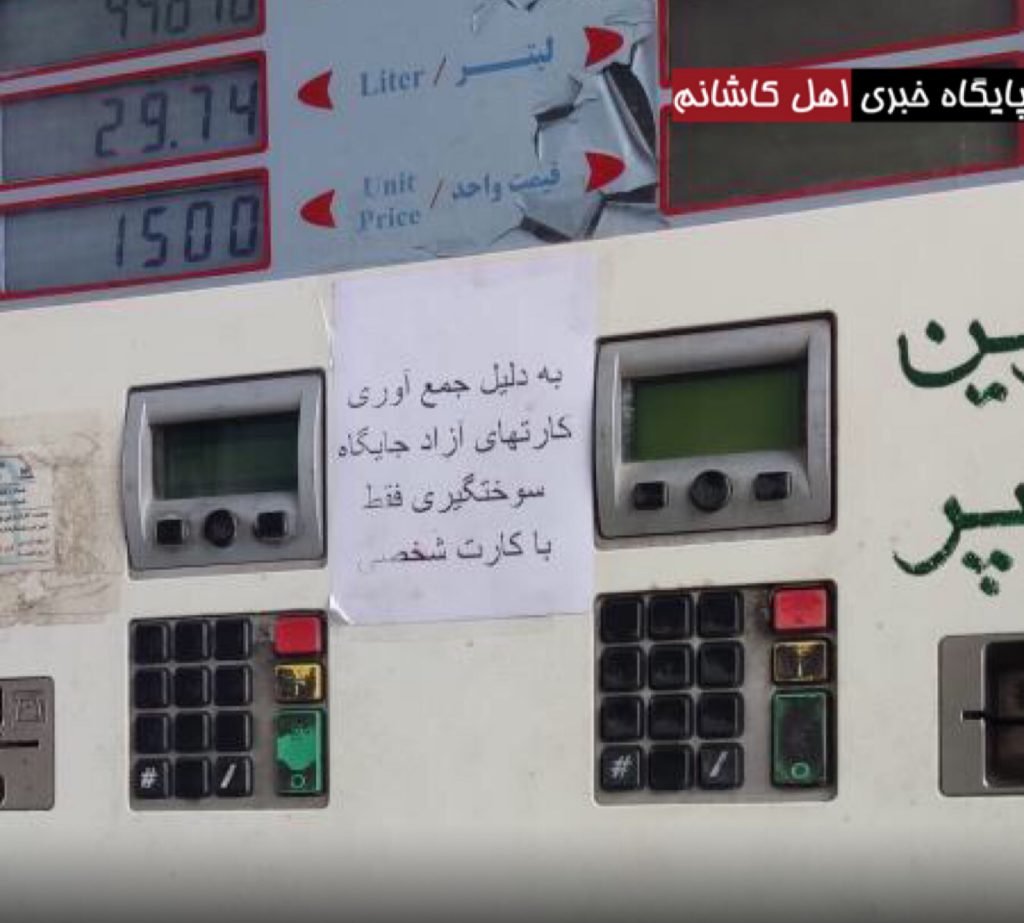 29.74
Liter / لیتـــر
پایگاه خبری اهل کاشانم
1500
Unit Price / قیمت واحد
به دلیل جمع آوری
کارتهای آزاد جایگاه
سوختگیری فقط
با کارت شخصی
#
/
#
/